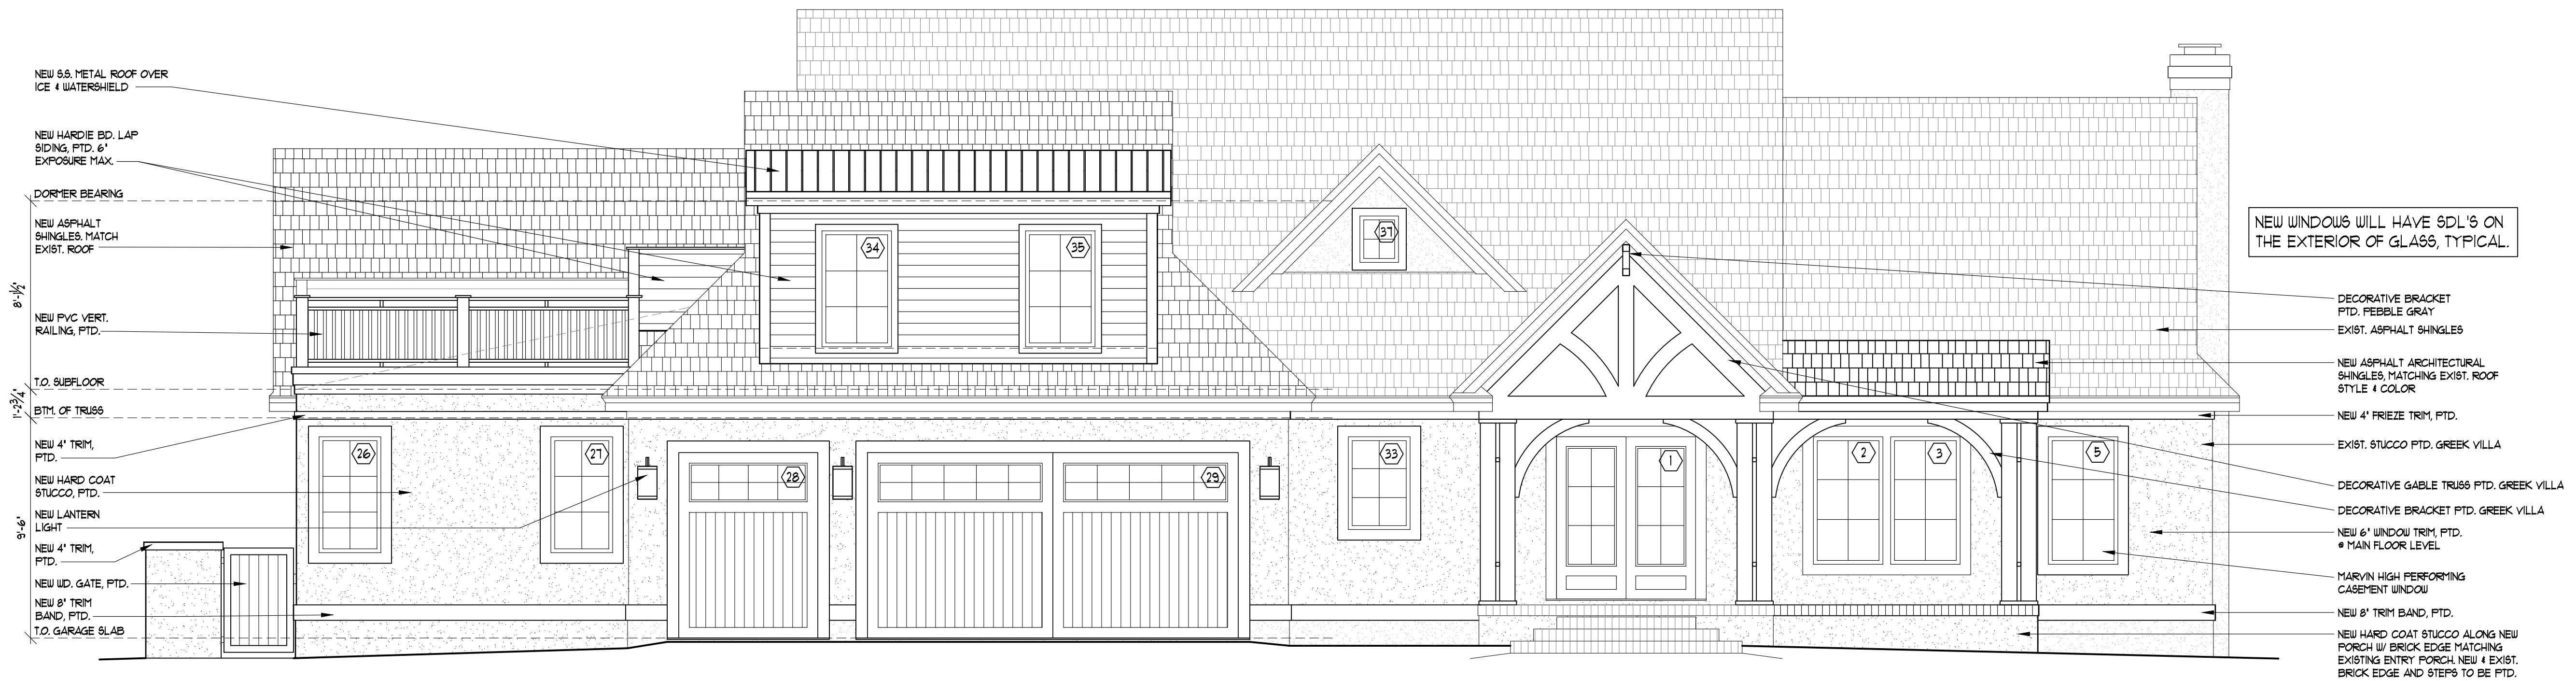 NEW S.S. METAL ROOF OVER
ICE & WATERSHIELD
NEW HARDIE BD. LAP
SIDING, PTD. 6"
EXPOSURE MAX.
DORMER BEARING
NEW ASPHALT
SHINGLES. MATCH
EXIST. ROOF
8'-1½"
NEW PVC VERT.
RAILING, PTD.
T.O. SUBFLOOR
1'-2¾"
BTM. OF TRUSS
NEW 4" TRIM,
PTD.
NEW HARD COAT
STUCCO, PTD.
NEW LANTERN
LIGHT
9'-6"
NEW 4" TRIM,
PTD.
NEW WD. GATE, PTD.
NEW 8" TRIM
BAND, PTD.
T.O. GARAGE SLAB
34
35
37
26
27
28
29
33
1
2
3
5
NEW WINDOWS WILL HAVE SDL'S ON
THE EXTERIOR OF GLASS, TYPICAL.
DECORATIVE BRACKET
PTD. PEBBLE GRAY
EXIST. ASPHALT SHINGLES
NEW ASPHALT ARCHITECTURAL
SHINGLES, MATCHING EXIST. ROOF
STYLE & COLOR
NEW 4" FRIEZE TRIM, PTD.
EXIST. STUCCO PTD. GREEK VILLA
DECORATIVE GABLE TRUSS PTD. GREEK VILLA
DECORATIVE BRACKET PTD. GREEK VILLA
NEW 6" WINDOW TRIM, PTD.
@ MAIN FLOOR LEVEL
MARVIN HIGH PERFORMING
CASEMENT WINDOW
NEW 8" TRIM BAND, PTD.
NEW HARD COAT STUCCO ALONG NEW
PORCH W/ BRICK EDGE MATCHING
EXISTING ENTRY PORCH. NEW & EXIST.
BRICK EDGE AND STEPS TO BE PTD.